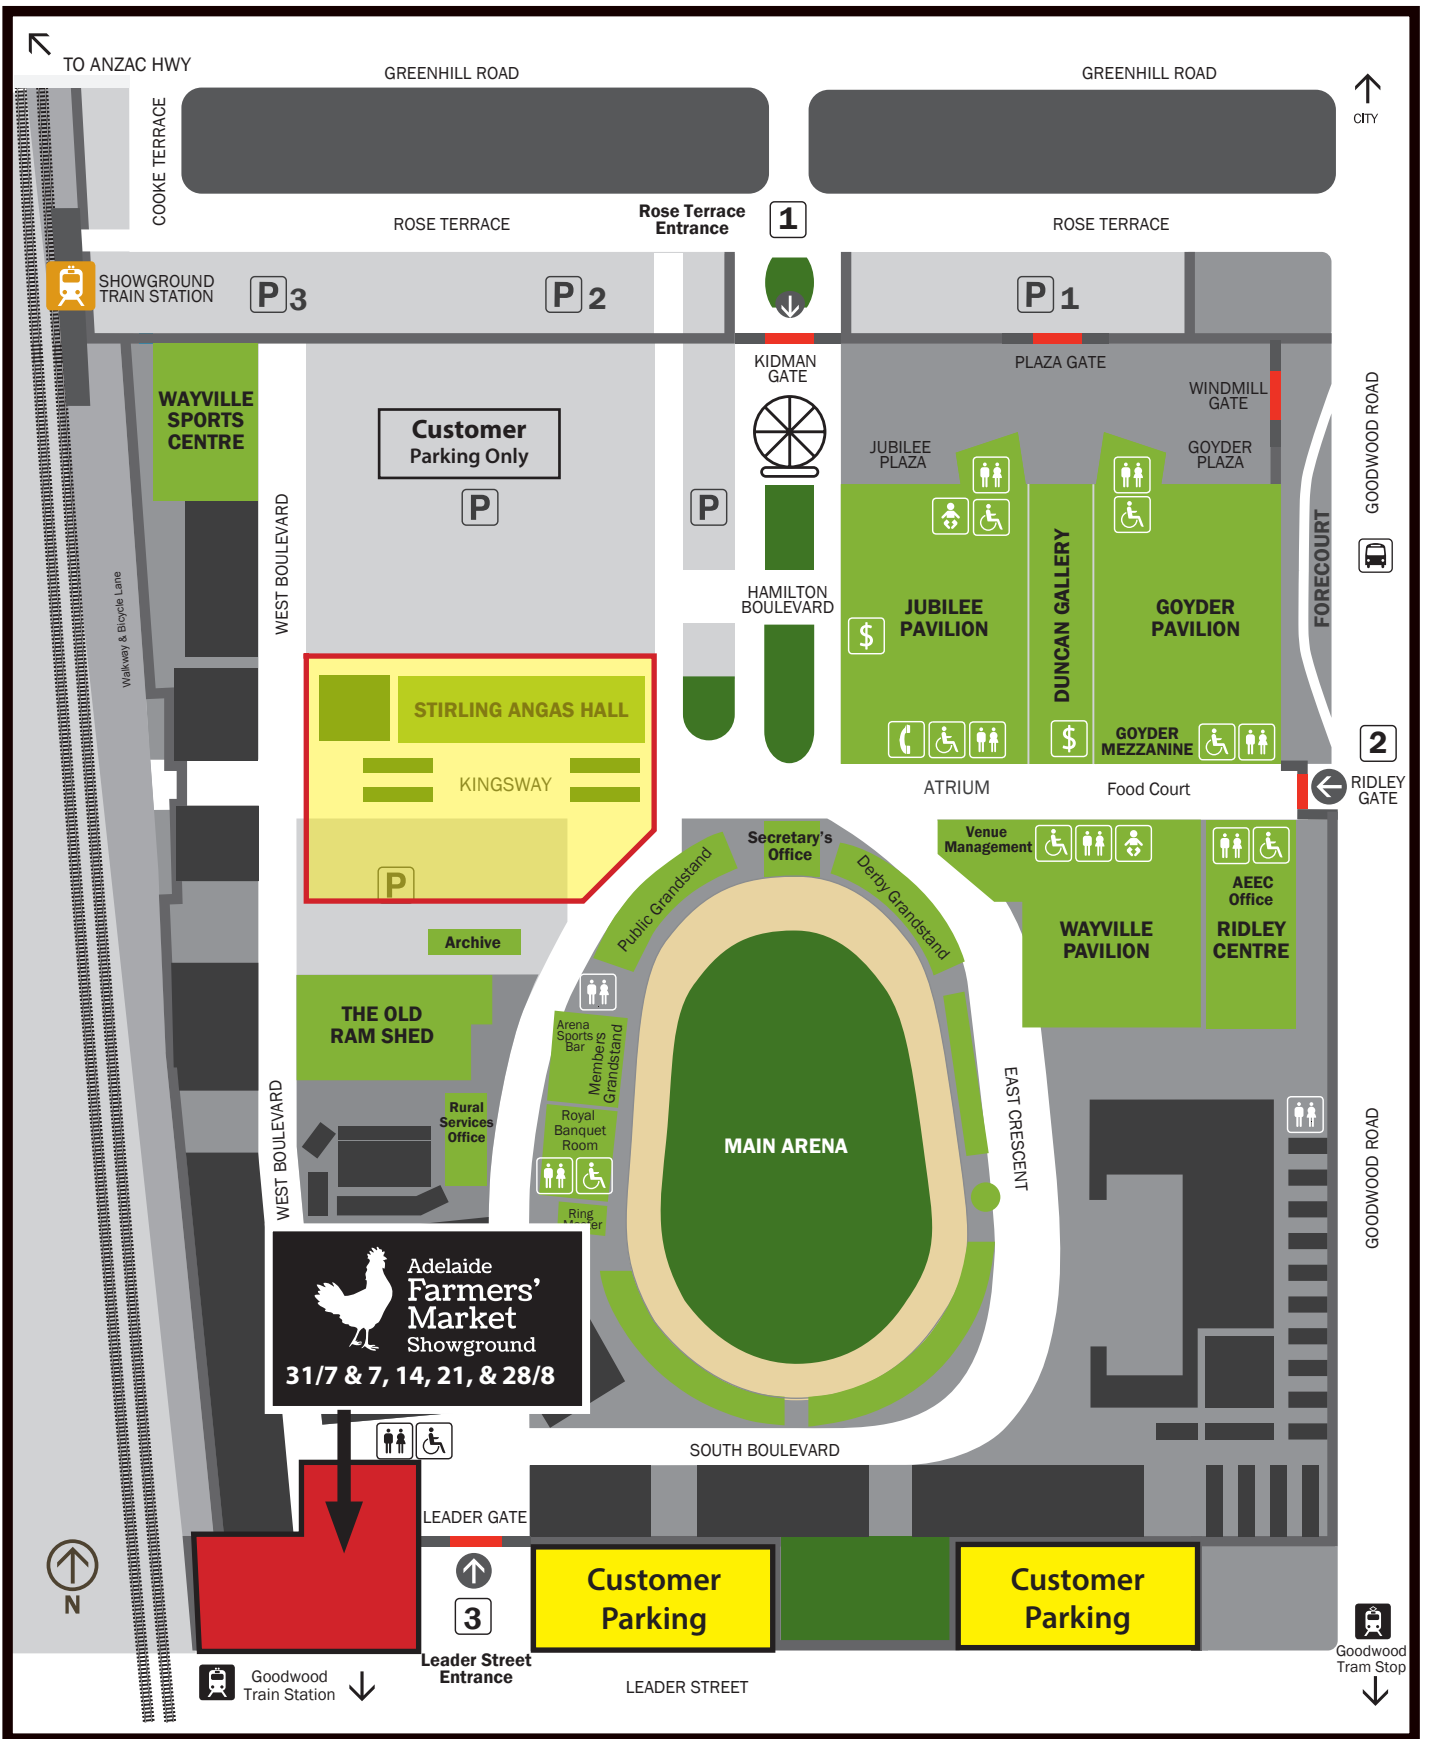 TO ANZAC HWY
GREENHILL ROAD
GREENHILL ROAD
CITY
COOKE TERRACE
ROSE TERRACE
Rose Terrace
Entrance
1
ROSE TERRACE
SHOWGROUND
TRAIN STATION
P 3
P 2
P 1
KIDMAN
GATE
PLAZA GATE
WINDMILL
GATE
WAYVILLE
SPORTS
CENTRE
Customer
Parking Only
JUBILEE
PLAZA
GOYDER
PLAZA
GOODWOOD ROAD
P
P
WEST BOULEVARD
FORECOURT
Walkway & Bicycle Lane
HAMILTON
BOULEVARD
JUBILEE
PAVILION
$
DUNCAN GALLERY
GOYDER
PAVILION
STIRLING ANGAS HALL
$
GOYDER
MEZZANINE
2
RIDLEY
GATE
KINGSWAY
ATRIUM
Food Court
P
Public Grandstand
Secretary's
Office
Derby Grandstand
Venue
Management
AEEC
Office
WAYVILLE
PAVILION
RIDLEY
CENTRE
Archive
THE OLD
RAM SHED
Arena
Sports
Bar
Members
Grandstand
Rural
Services
Office
Royal
Banquet
Room
MAIN ARENA
EAST CRESCENT
WEST BOULEVARD
GOODWOOD ROAD
Ring
Adelaide
Farmers'
Market
Showground
31/7 & 7, 14, 21, & 28/8
SOUTH BOULEVARD
LEADER GATE
N
3
Customer
Parking
Customer
Parking
Leader Street
Entrance
Goodwood
Train Station
LEADER STREET
Goodwood
Tram Stop